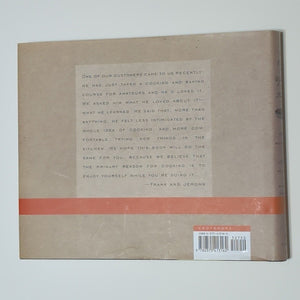 One of our customers came to us recently.
He had just taken a cooking and baking
course for amateurs and he'd loved it.
We asked him what he loved about it/
what he learned. He said that, more than
anything, he felt less intimidated by the
whole idea of cooking, and more com-
fortable trying new things in the
kitchen. We hope this book will do the
same for you, because we believe that
the primary reason for cooking is to
enjoy yourself while you're doing it.
—Frank and Jerome